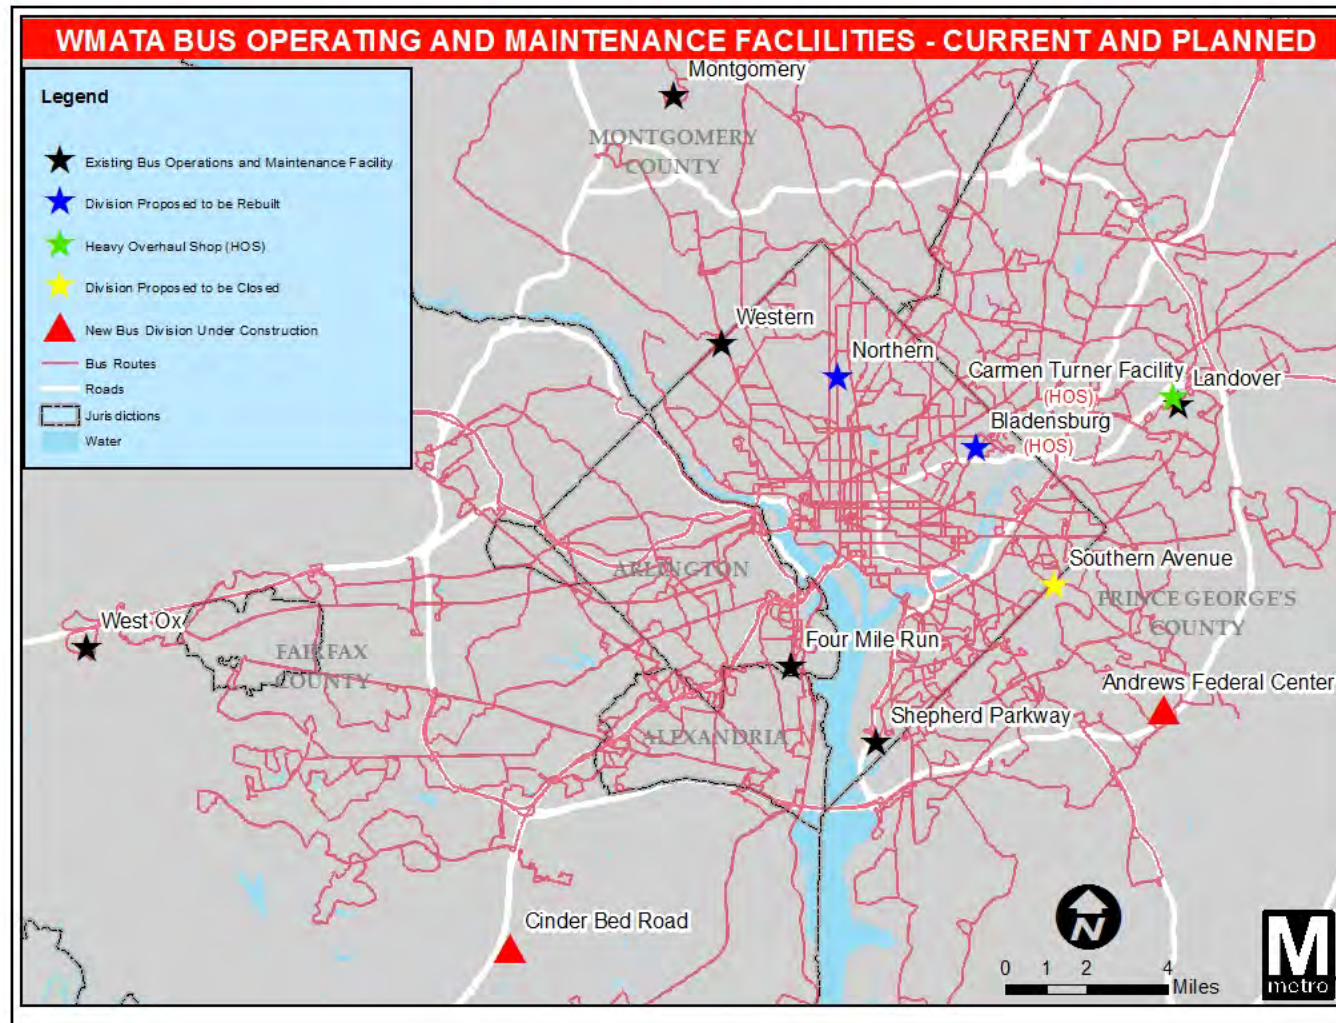 WMATA BUS OPERATING AND MAINTENANCE FACLILITIES - CURRENT AND PLANNED
Legend
Existing Bus Operations and Maintenance Facility
Division Proposed to be Rebuilt
Heavy Overhaul Shop (HOS)
Division Proposed to be Closed
New Bus Division Under Construction
Bus Routes
Roads
Jurisdictions
Water
Montgomery
MONTGOMERY
COUNTY
Western
Northern
Carmen Turner Facility
(HOS)
Landover
Bladensburg
(HOS)
Southern Avenue
ARLINGTON
PRINCE GEORGE'S
COUNTY
West Ox
FAIRFAX
COUNTY
Four Mile Run
Andrews Federal Center
Shepherd Parkway
ALEXANDRIA
Cinder Bed Road
N
0 1 2 4
Miles
M
metro